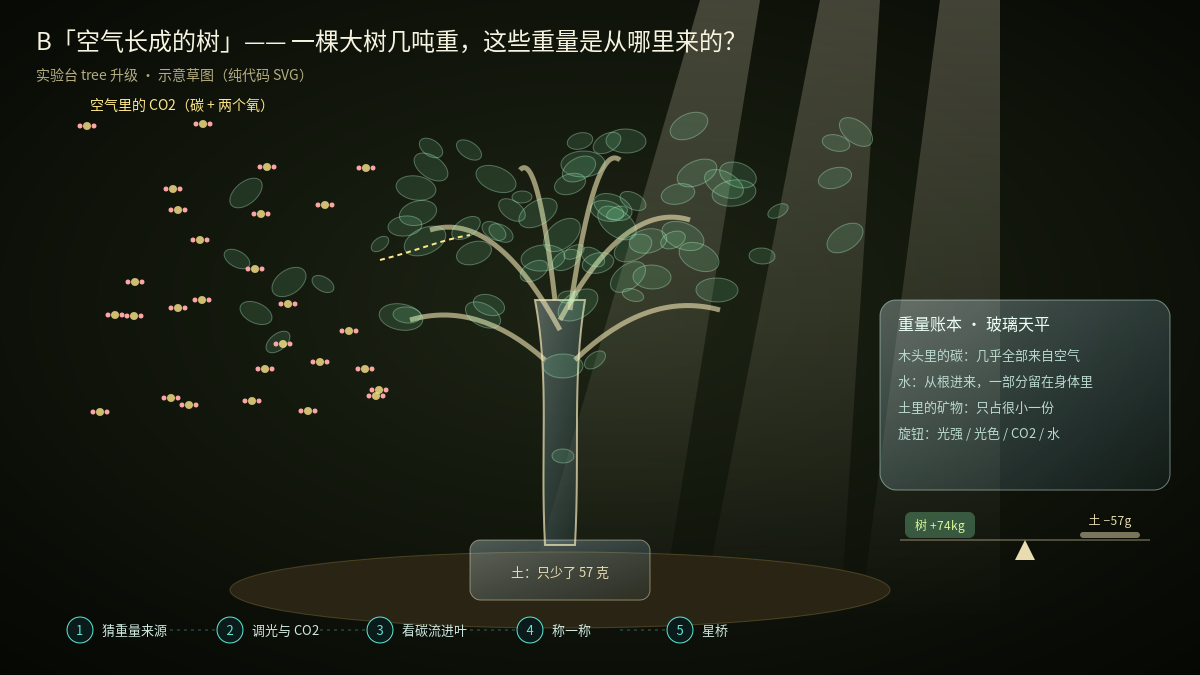 B「空气长成的树」—— 一棵大树几吨重，这些重量是从哪里来的？
实验台 tree 升级 · 示意草图（纯代码 SVG）
空气里的 CO2（碳 + 两个氧）
重量账本 · 玻璃天平
木头里的碳：几乎全部来自空气
水：从根进来，一部分留在身体里
土里的矿物：只占很小一份
旋钮：光强 / 光色 / CO2 / 水
树 +74kg
土 −57g
土：只少了 57 克
1 猜重量来源
2 调光与 CO2
3 看碳流进叶
4 称一称
5 星桥